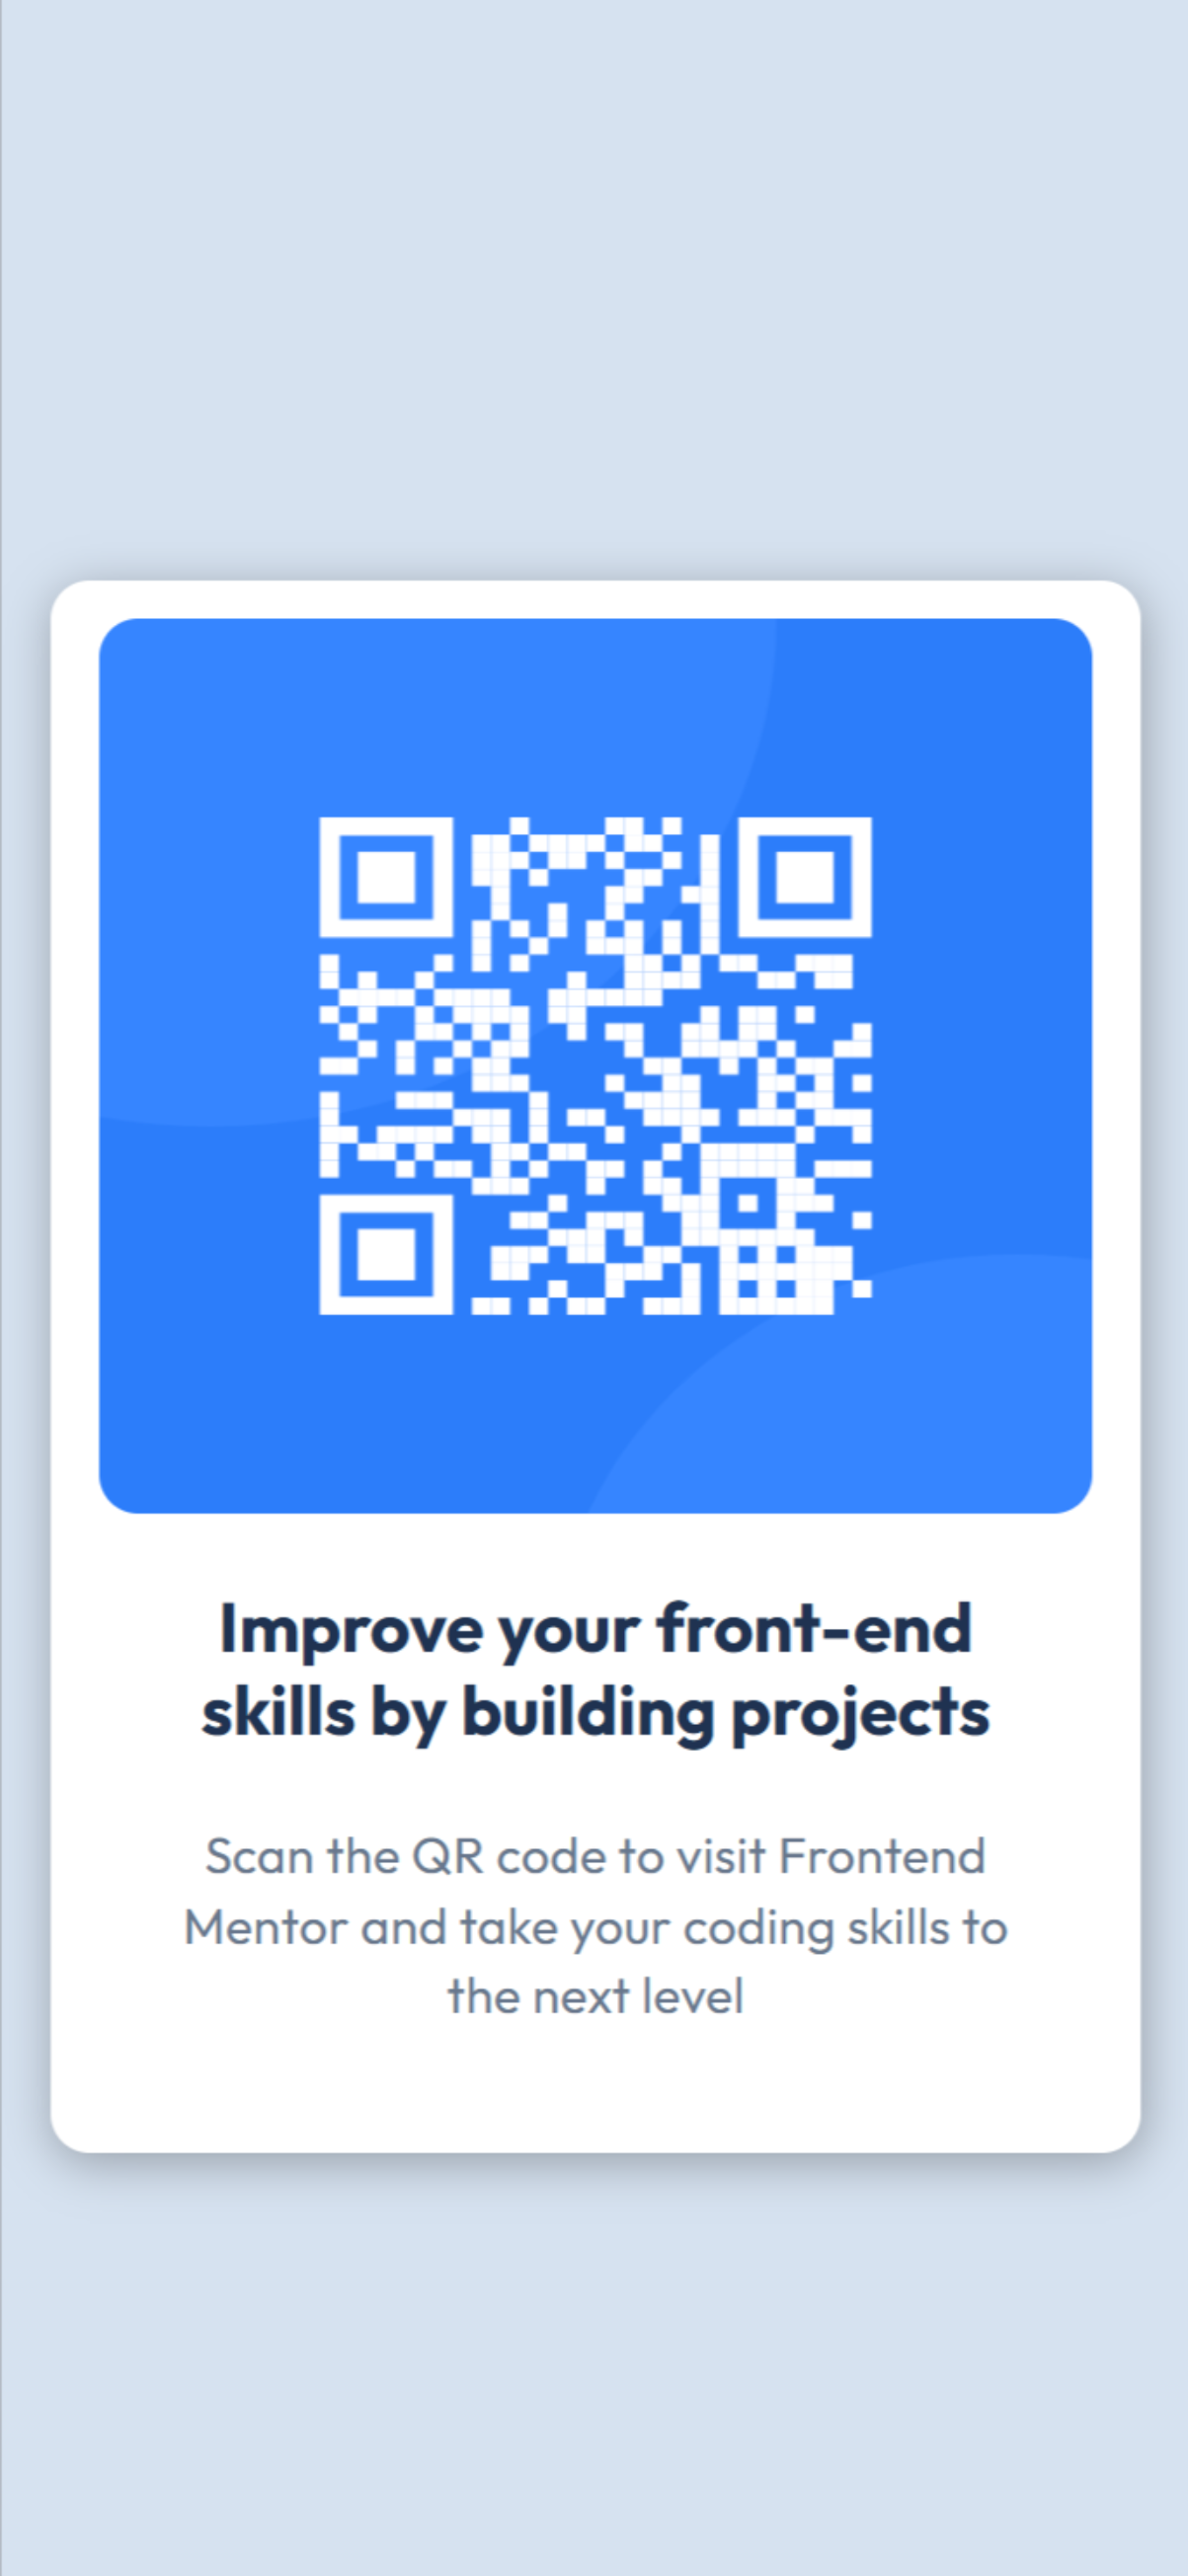 Improve your front-end
skills by building projects
Scan the QR code to visit Frontend
Mentor and take your coding skills to
the next level